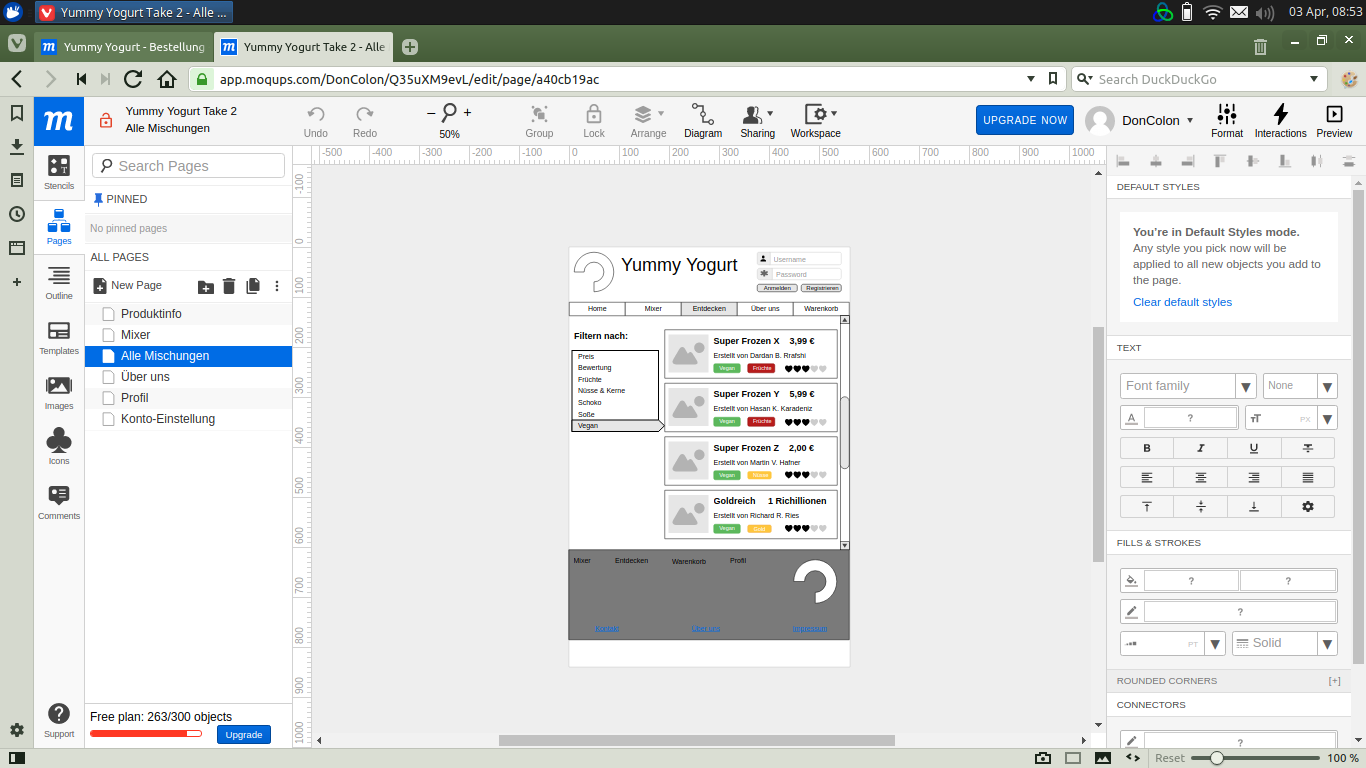 Yummy Yogurt Take 2 - Alle ...
03 Apr, 08:53
Yummy Yogurt - Bestellung
Yummy Yogurt Take 2 - Alle
app.moqups.com/DonColon/Q35uXM9evL/edit/page/a40cb19ac
Search DuckDuckGo
m
Yummy Yogurt Take 2
Alle Mischungen
Undo
Redo
– +
50%
Group
Lock
Arrange
Diagram
Sharing
Workspace
UPGRADE NOW
DonColon
Format
Interactions
Preview
Stencils
Pages
Outline
Templates
Images
Icons
Comments
Support
Search Pages
PINNED
No pinned pages
ALL PAGES
New Page
Produktinfo
Mixer
Alle Mischungen
Über uns
Profil
Konto-Einstellung
Free plan: 263/300 objects
Upgrade
-500 -400 -300 -200 -100 0 100 200 300 400 500 600 700 800 900 1000
-100 0 100 200 300 400 500 600 700 800 900 1000
Yummy Yogurt
Username
Password
Anmelden Registrieren
Home Mixer Entdecken Über uns Warenkorb
Filtern nach:
Preis
Bewertung
Früchte
Nüsse & Kerne
Schoko
Soße
Vegan
Super Frozen X 3,99 €
Erstellt von Dardan B. Rrafshi
Vegan Früchte
Super Frozen Y 5,99 €
Erstellt von Hasan K. Karadeniz
Vegan Früchte
Super Frozen Z 2,00 €
Erstellt von Martin V. Hafner
Vegan
Goldreich 1 Richillionen
Erstellt von Richard R. Ries
Vegan Gold
Mixer Entdecken Warenkorb Profil
Kontakt Über uns Impressum
DEFAULT STYLES
You're in Default Styles mode.
Any style you pick now will be
applied to all new objects you add to
the page.
Clear default styles
TEXT
Font family
None
A ?
TT PX
B I U
FILLS & STROKES
? ?
?
PT
Solid
ROUNDED CORNERS [+]
CONNECTORS
?
Reset
100 %